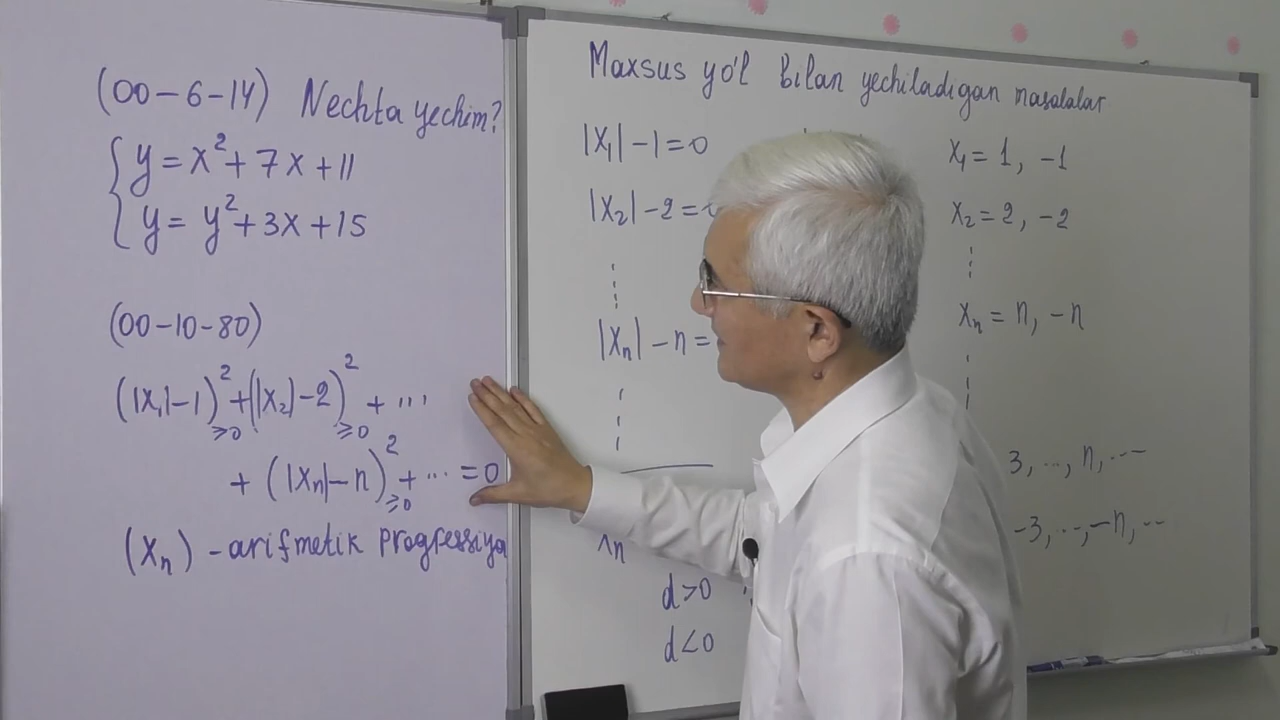 (00-6-14) Nechta yechim?
{ y = x² + 7x + 11
y = y² + 3x + 15
(00-10-80)
(|x₁|-1)² + (|x₂|-2)² + ...
≥0 ≥0
+ (|xₙ|-n)² + ... = 0
≥0
(xₙ) - arifmetik progressiya
Maxsus yo'l bilan yechiladigan masalalar
|x₁| - 1 = 0
|x₂| - 2 =
|xₙ| - n =
d > 0
d < 0
x₁ = 1, -1
x₂ = 2, -2
xₙ = n, -n
3, ..., n, ...
-3, ..., -n, ...